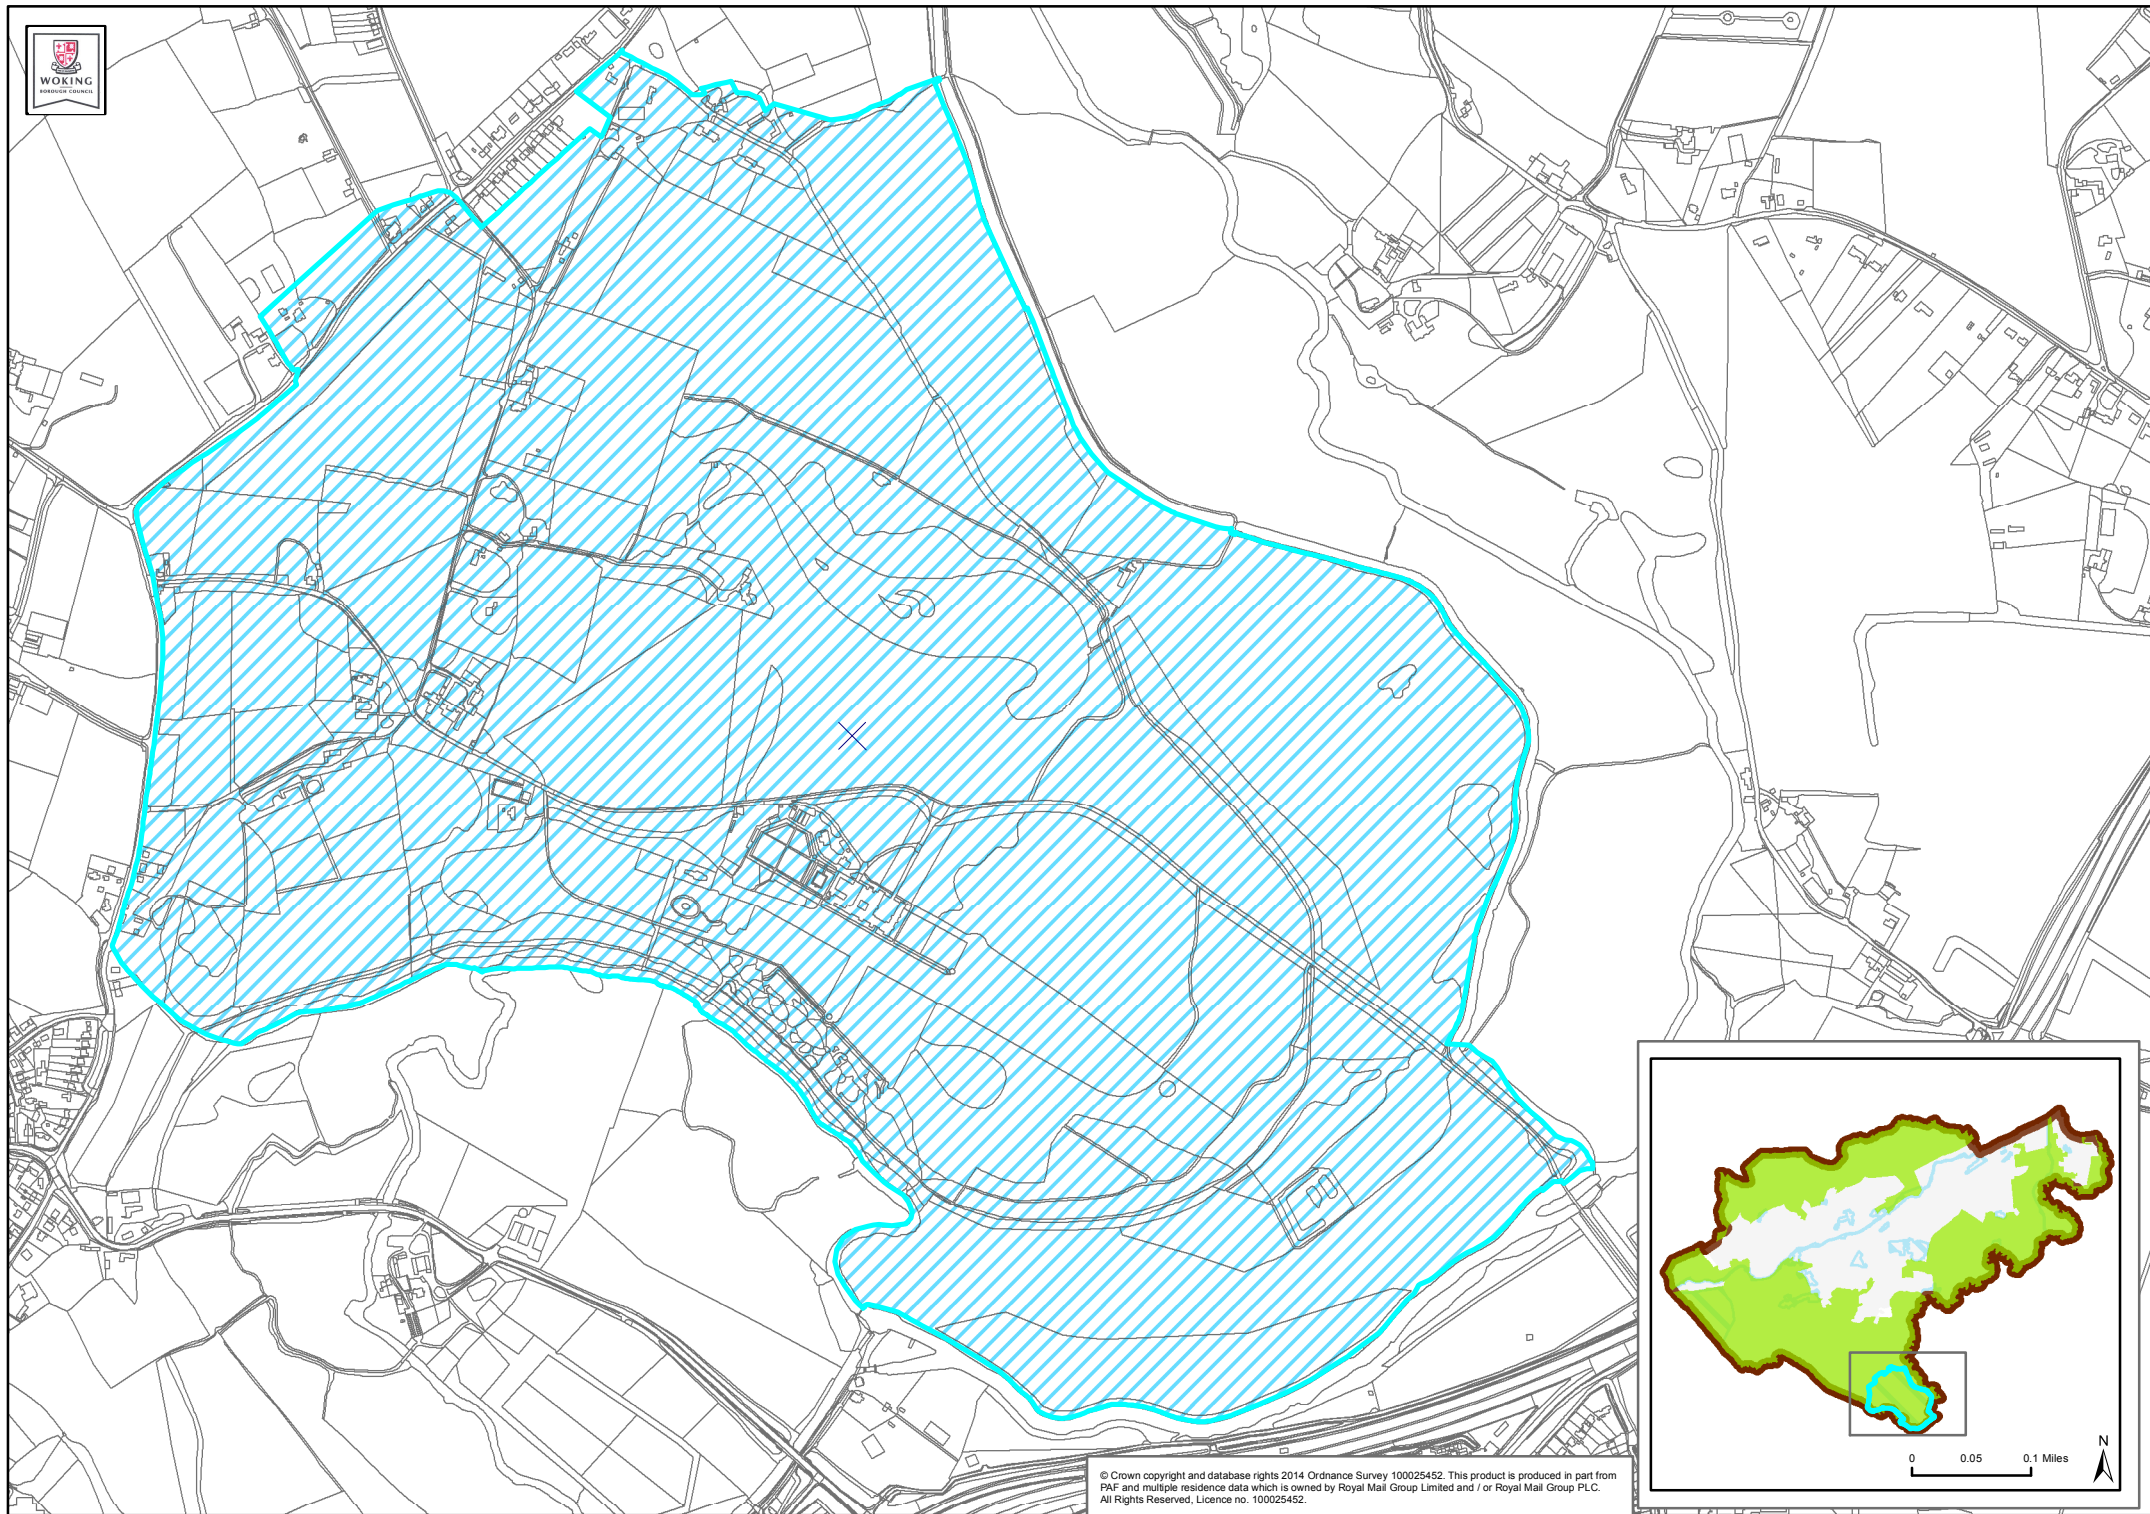 WOKING
BOROUGH COUNCIL
© Crown copyright and database rights 2014 Ordnance Survey 100025452. This product is produced in part from
PAF and multiple residence data which is owned by Royal Mail Group Limited and / or Royal Mail Group PLC.
All Rights Reserved, Licence no. 100025452.
N
0 0.05 0.1 Miles